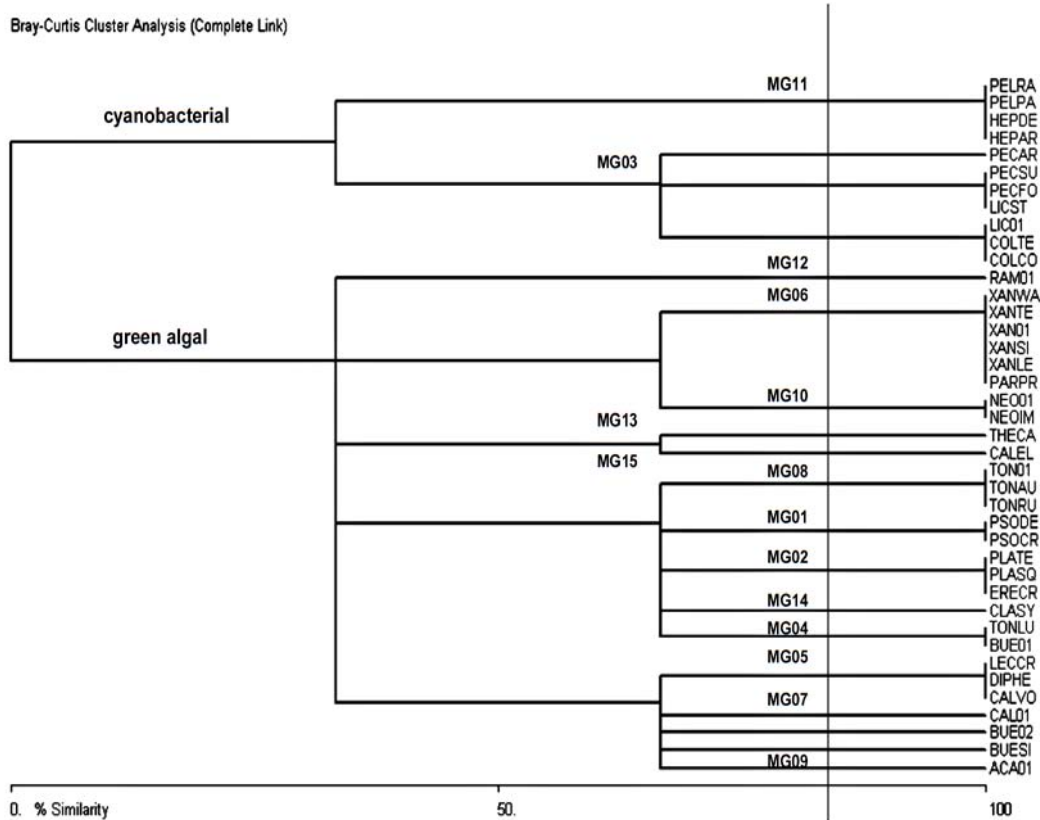 Bray-Curtis Cluster Analysis (Complete Link)
MG11
PELRA
cyanobacterial
PELPA
HEPDE
HEPAR
MG03
PECAR
PECSU
PECFO
LICST
LIC01
COLTE
COLCO
MG12
RAM01
MG06
XANWA
green algal
XANTE
XAN01
XANSI
XANLE
PARPR
MG10
NEO01
NEOIM
MG13
THECA
CALEL
MG15
MG08
TON01
TONAU
TONRU
MG01
PSODE
PSOCR
MG02
PLATE
PLASQ
ERECR
MG14
CLASY
MG04
TONLU
BUE01
MG05
LECCR
DIPHE
CALVO
MG07
CAL01
BUE02
BUESI
MG09
ACA01
0. % Similarity 50. 100